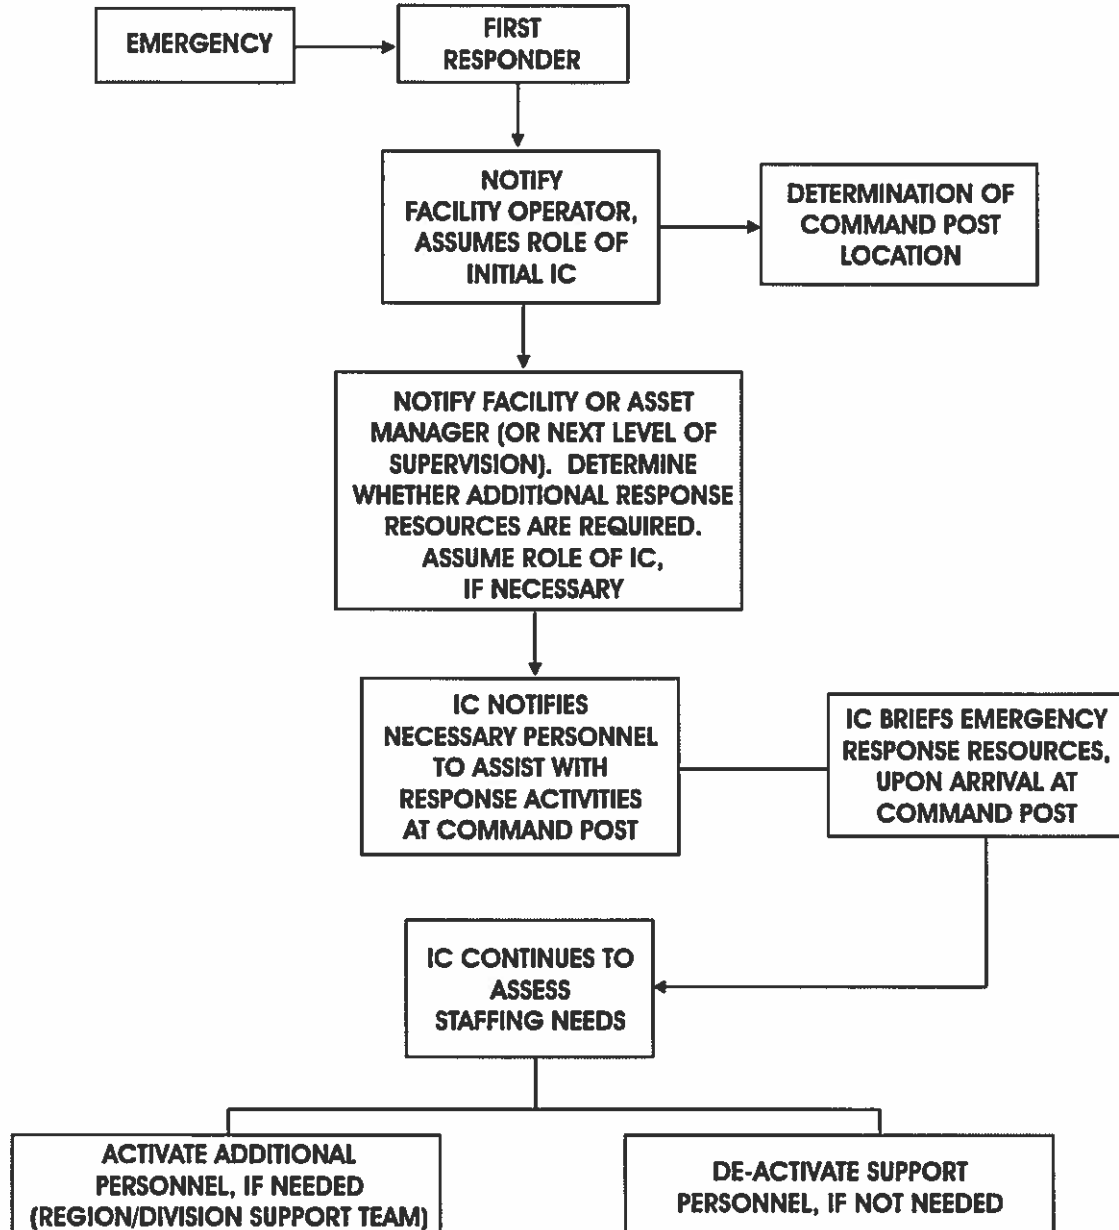 EMERGENCY
FIRST
RESPONDER
NOTIFY
FACILITY OPERATOR,
ASSUMES ROLE OF
INITIAL IC
DETERMINATION OF
COMMAND POST
LOCATION
NOTIFY FACILITY OR ASSET
MANAGER (OR NEXT LEVEL OF
SUPERVISION). DETERMINE
WHETHER ADDITIONAL RESPONSE
RESOURCES ARE REQUIRED.
ASSUME ROLE OF IC,
IF NECESSARY
IC NOTIFIES
NECESSARY PERSONNEL
TO ASSIST WITH
RESPONSE ACTIVITIES
AT COMMAND POST
IC BRIEFS EMERGENCY
RESPONSE RESOURCES,
UPON ARRIVAL AT
COMMAND POST
IC CONTINUES TO
ASSESS
STAFFING NEEDS
ACTIVATE ADDITIONAL
PERSONNEL, IF NEEDED
(REGION/DIVISION SUPPORT TEAM)
DE-ACTIVATE SUPPORT
PERSONNEL, IF NOT NEEDED